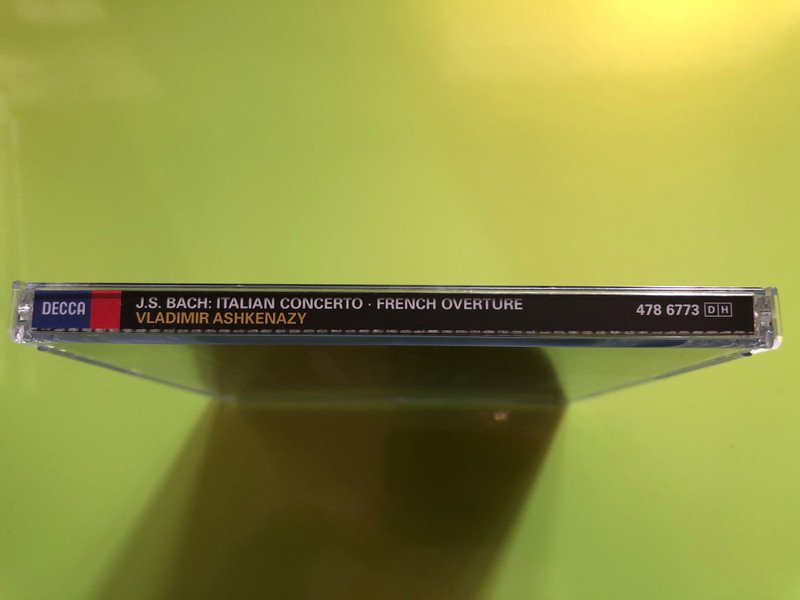 DECCA
J.S. BACH: ITALIAN CONCERTO · FRENCH OVERTURE
VLADIMIR ASHKENAZY
478 6773 DH